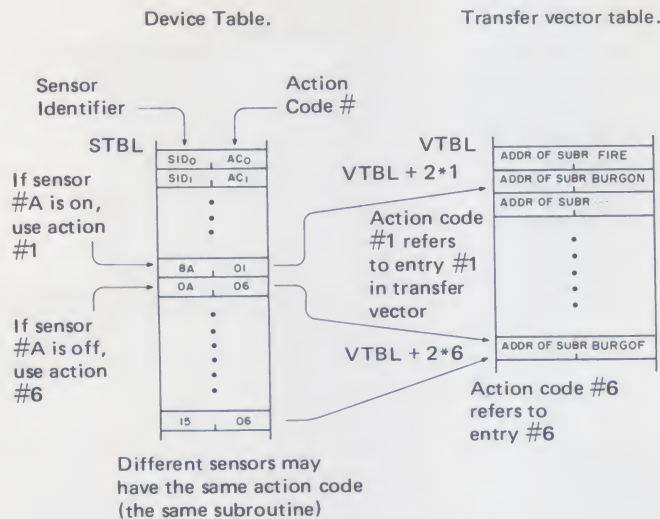 Device Table.
Transfer vector table.
Sensor
Identifier
Action
Code #
STBL
SID0 AC0
SID1 AC1
If sensor
#A is on,
use action
#1
8A 01
0A 06
If sensor
#A is off,
use action
#6
15 06
Different sensors may
have the same action code
(the same subroutine)
VTBL
VTBL + 2*1
ADDR OF SUBR FIRE
ADDR OF SUBR BURGON
ADDR OF SUBR ...
Action code
#1 refers
to entry #1
in transfer
vector
VTBL + 2*6
ADDR OF SUBR BURGOF
Action code #6
refers to
entry #6